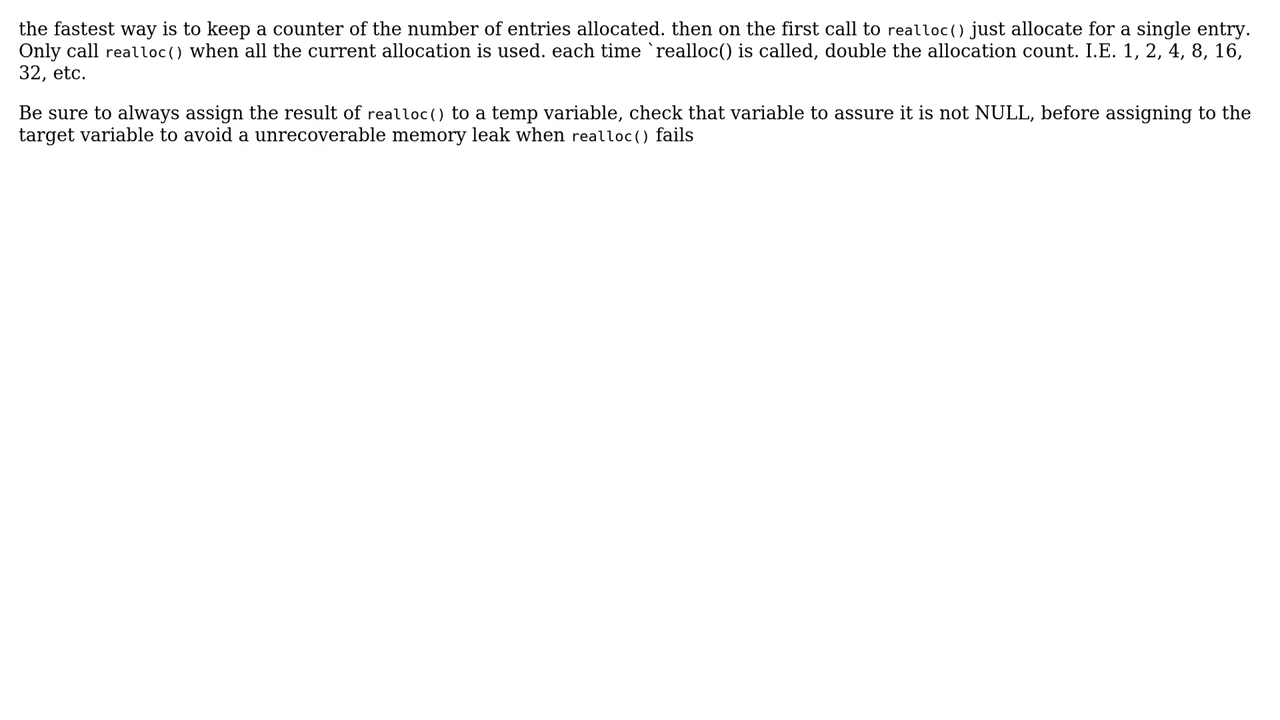 the fastest way is to keep a counter of the number of entries allocated. then on the first call to realloc() just allocate for a single entry.
Only call realloc() when all the current allocation is used. each time `realloc() is called, double the allocation count. I.E. 1, 2, 4, 8, 16,
32, etc.
Be sure to always assign the result of realloc() to a temp variable, check that variable to assure it is not NULL, before assigning to the
target variable to avoid a unrecoverable memory leak when realloc() fails